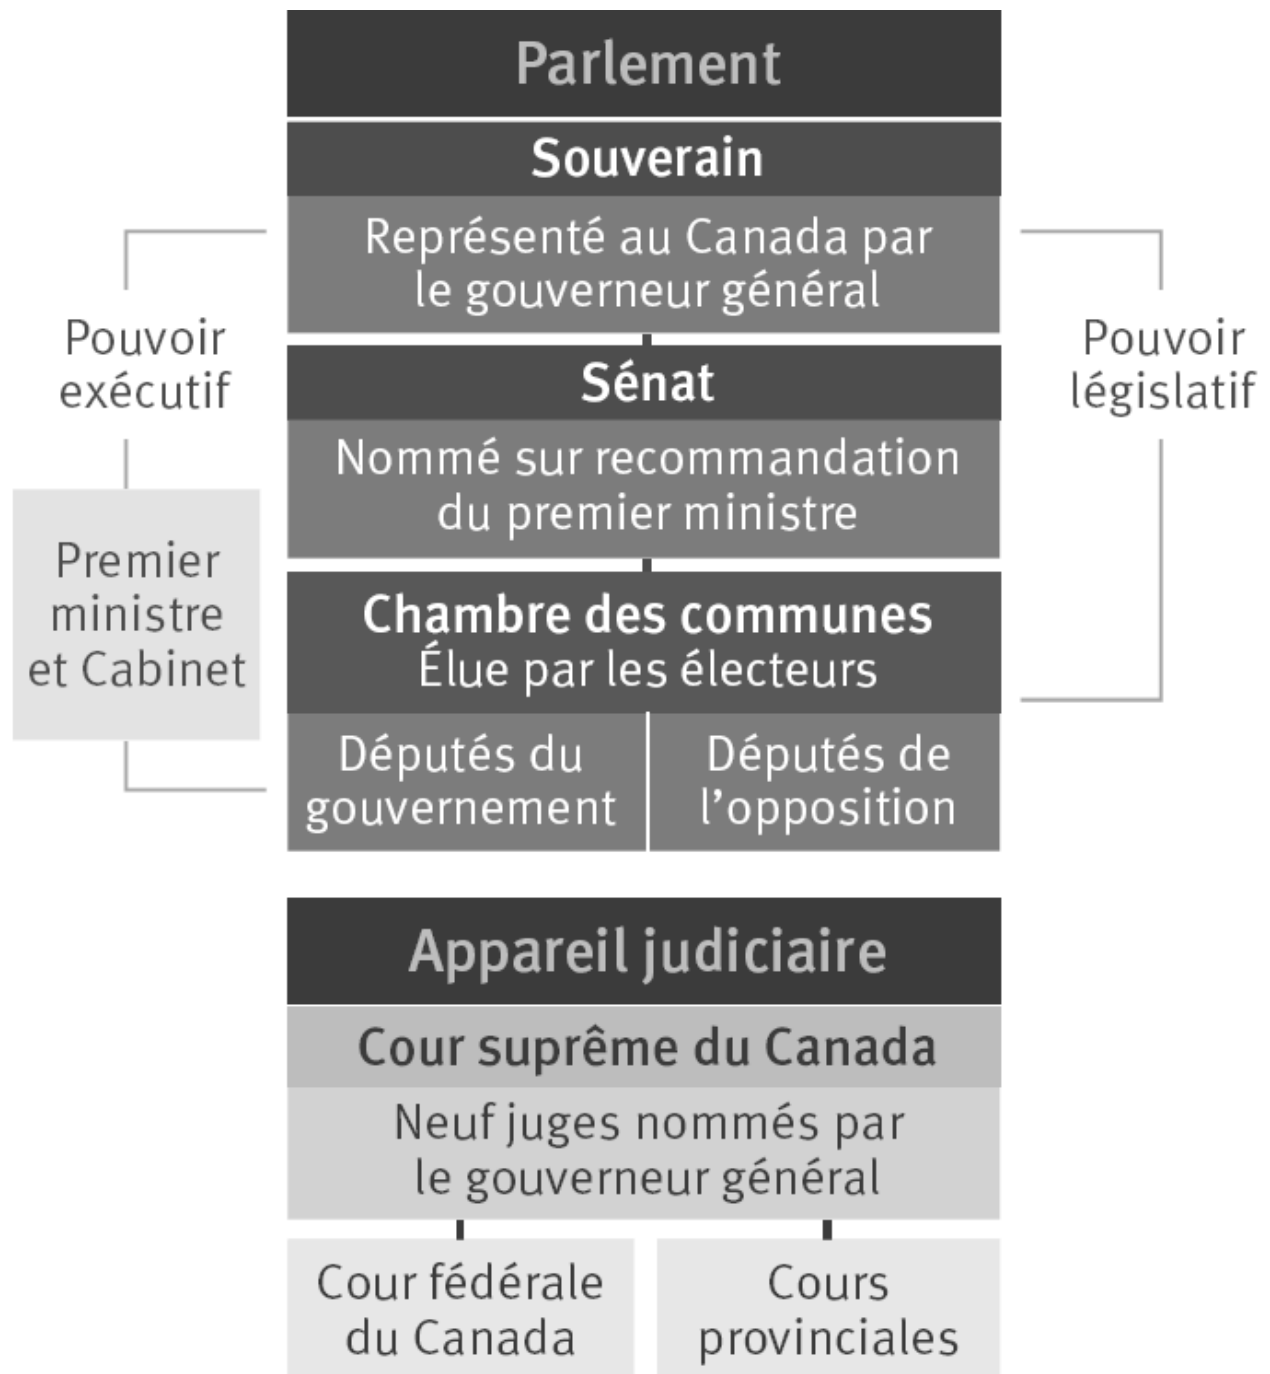 Parlement
Souverain
Représenté au Canada par
le gouverneur général
Pouvoir
exécutif
Pouvoir
législatif
Sénat
Nommé sur recommandation
du premier ministre
Premier
ministre
et Cabinet
Chambre des communes
Élue par les électeurs
Députés du
gouvernement
Députés de
l’opposition
Appareil judiciaire
Cour suprême du Canada
Neuf juges nommés par
le gouverneur général
Cour fédérale
du Canada
Cours
provinciales